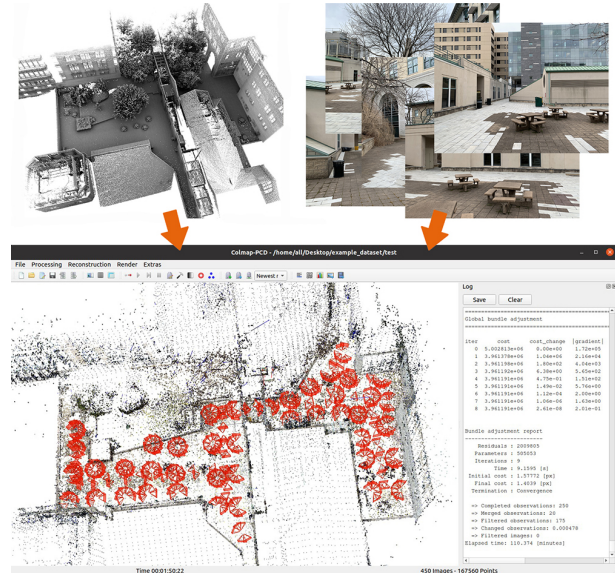 Colmap-PCD - /home/all/Desktop/example_dataset/test
File Processing Reconstruction Render Extras
Newest r
Log
Save Clear
Global bundle adjustment
iter cost cost_change |gradient|
0 5.002813e+06 0.00e+00 1.72e+05
1 3.961378e+06 1.04e+06 2.16e+04
2 3.961198e+06 1.80e+02 4.04e+03
3 3.961192e+06 6.38e+00 5.65e+02
4 3.961191e+06 4.75e-01 1.51e+02
5 3.961191e+06 1.49e-02 5.76e+00
6 3.961191e+06 1.12e-04 2.00e+00
7 3.961191e+06 1.06e-06 1.63e+00
8 3.961191e+06 2.61e-08 2.01e-01
Bundle adjustment report
Residuals : 2009805
Parameters : 505053
Iterations : 9
Time : 9.1595 [s]
Initial cost : 1.57772 [px]
Final cost : 1.4039 [px]
Termination : Convergence
=> Completed observations: 250
=> Merged observations: 20
=> Filtered observations: 175
=> Changed observations: 0.000470
=> Filtered images: 0
Elapsed time: 110.374 [minutes]
Time 00:01:50:22
450 Images - 167560 Points